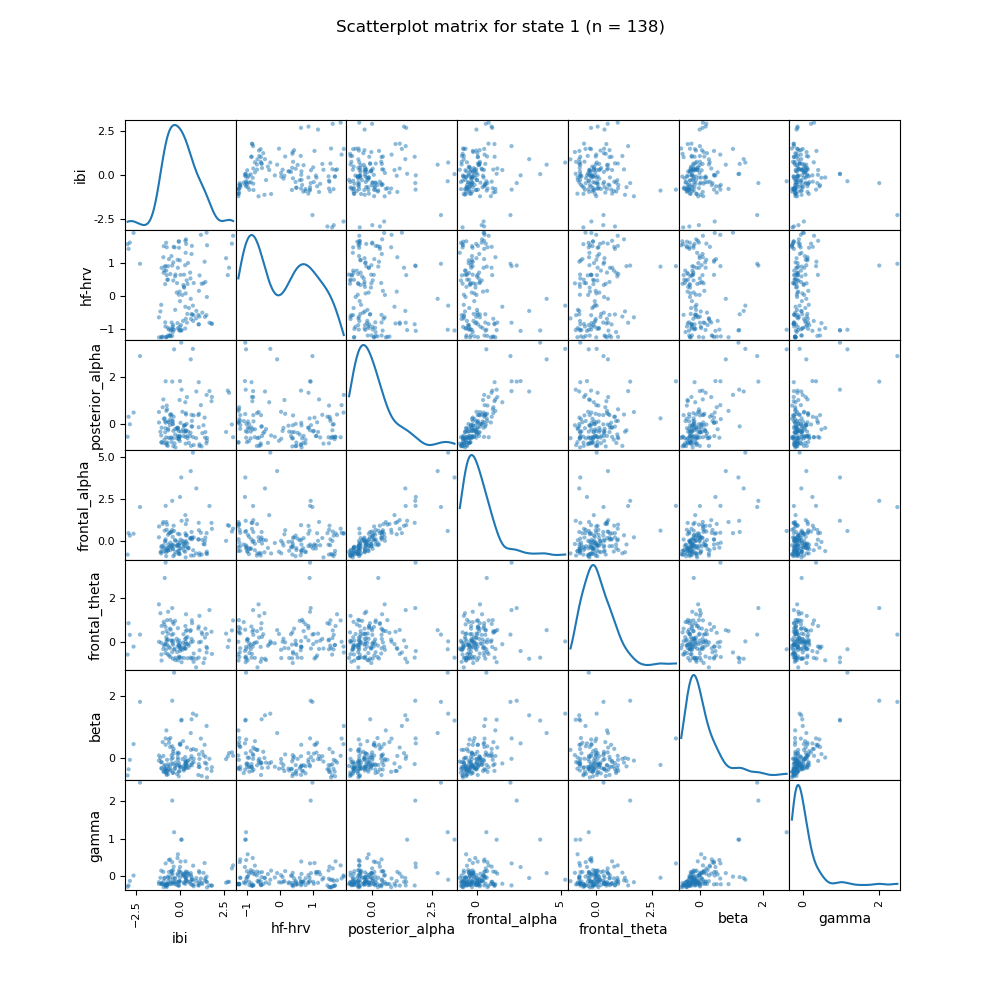 Scatterplot matrix for state 1 (n = 138)
ibi
2.5
0.0
−2.5
hf-hrv
1
0
−1
posterior_alpha
2
0
frontal_alpha
5.0
2.5
0.0
frontal_theta
2
0
beta
2
0
gamma
2
1
0
−2.5 0.0 2.5 −1 0 1 0.0 2.5 0 5 0.0 2.5 0 2 0 2
ibi hf-hrv posterior_alpha frontal_alpha frontal_theta beta gamma